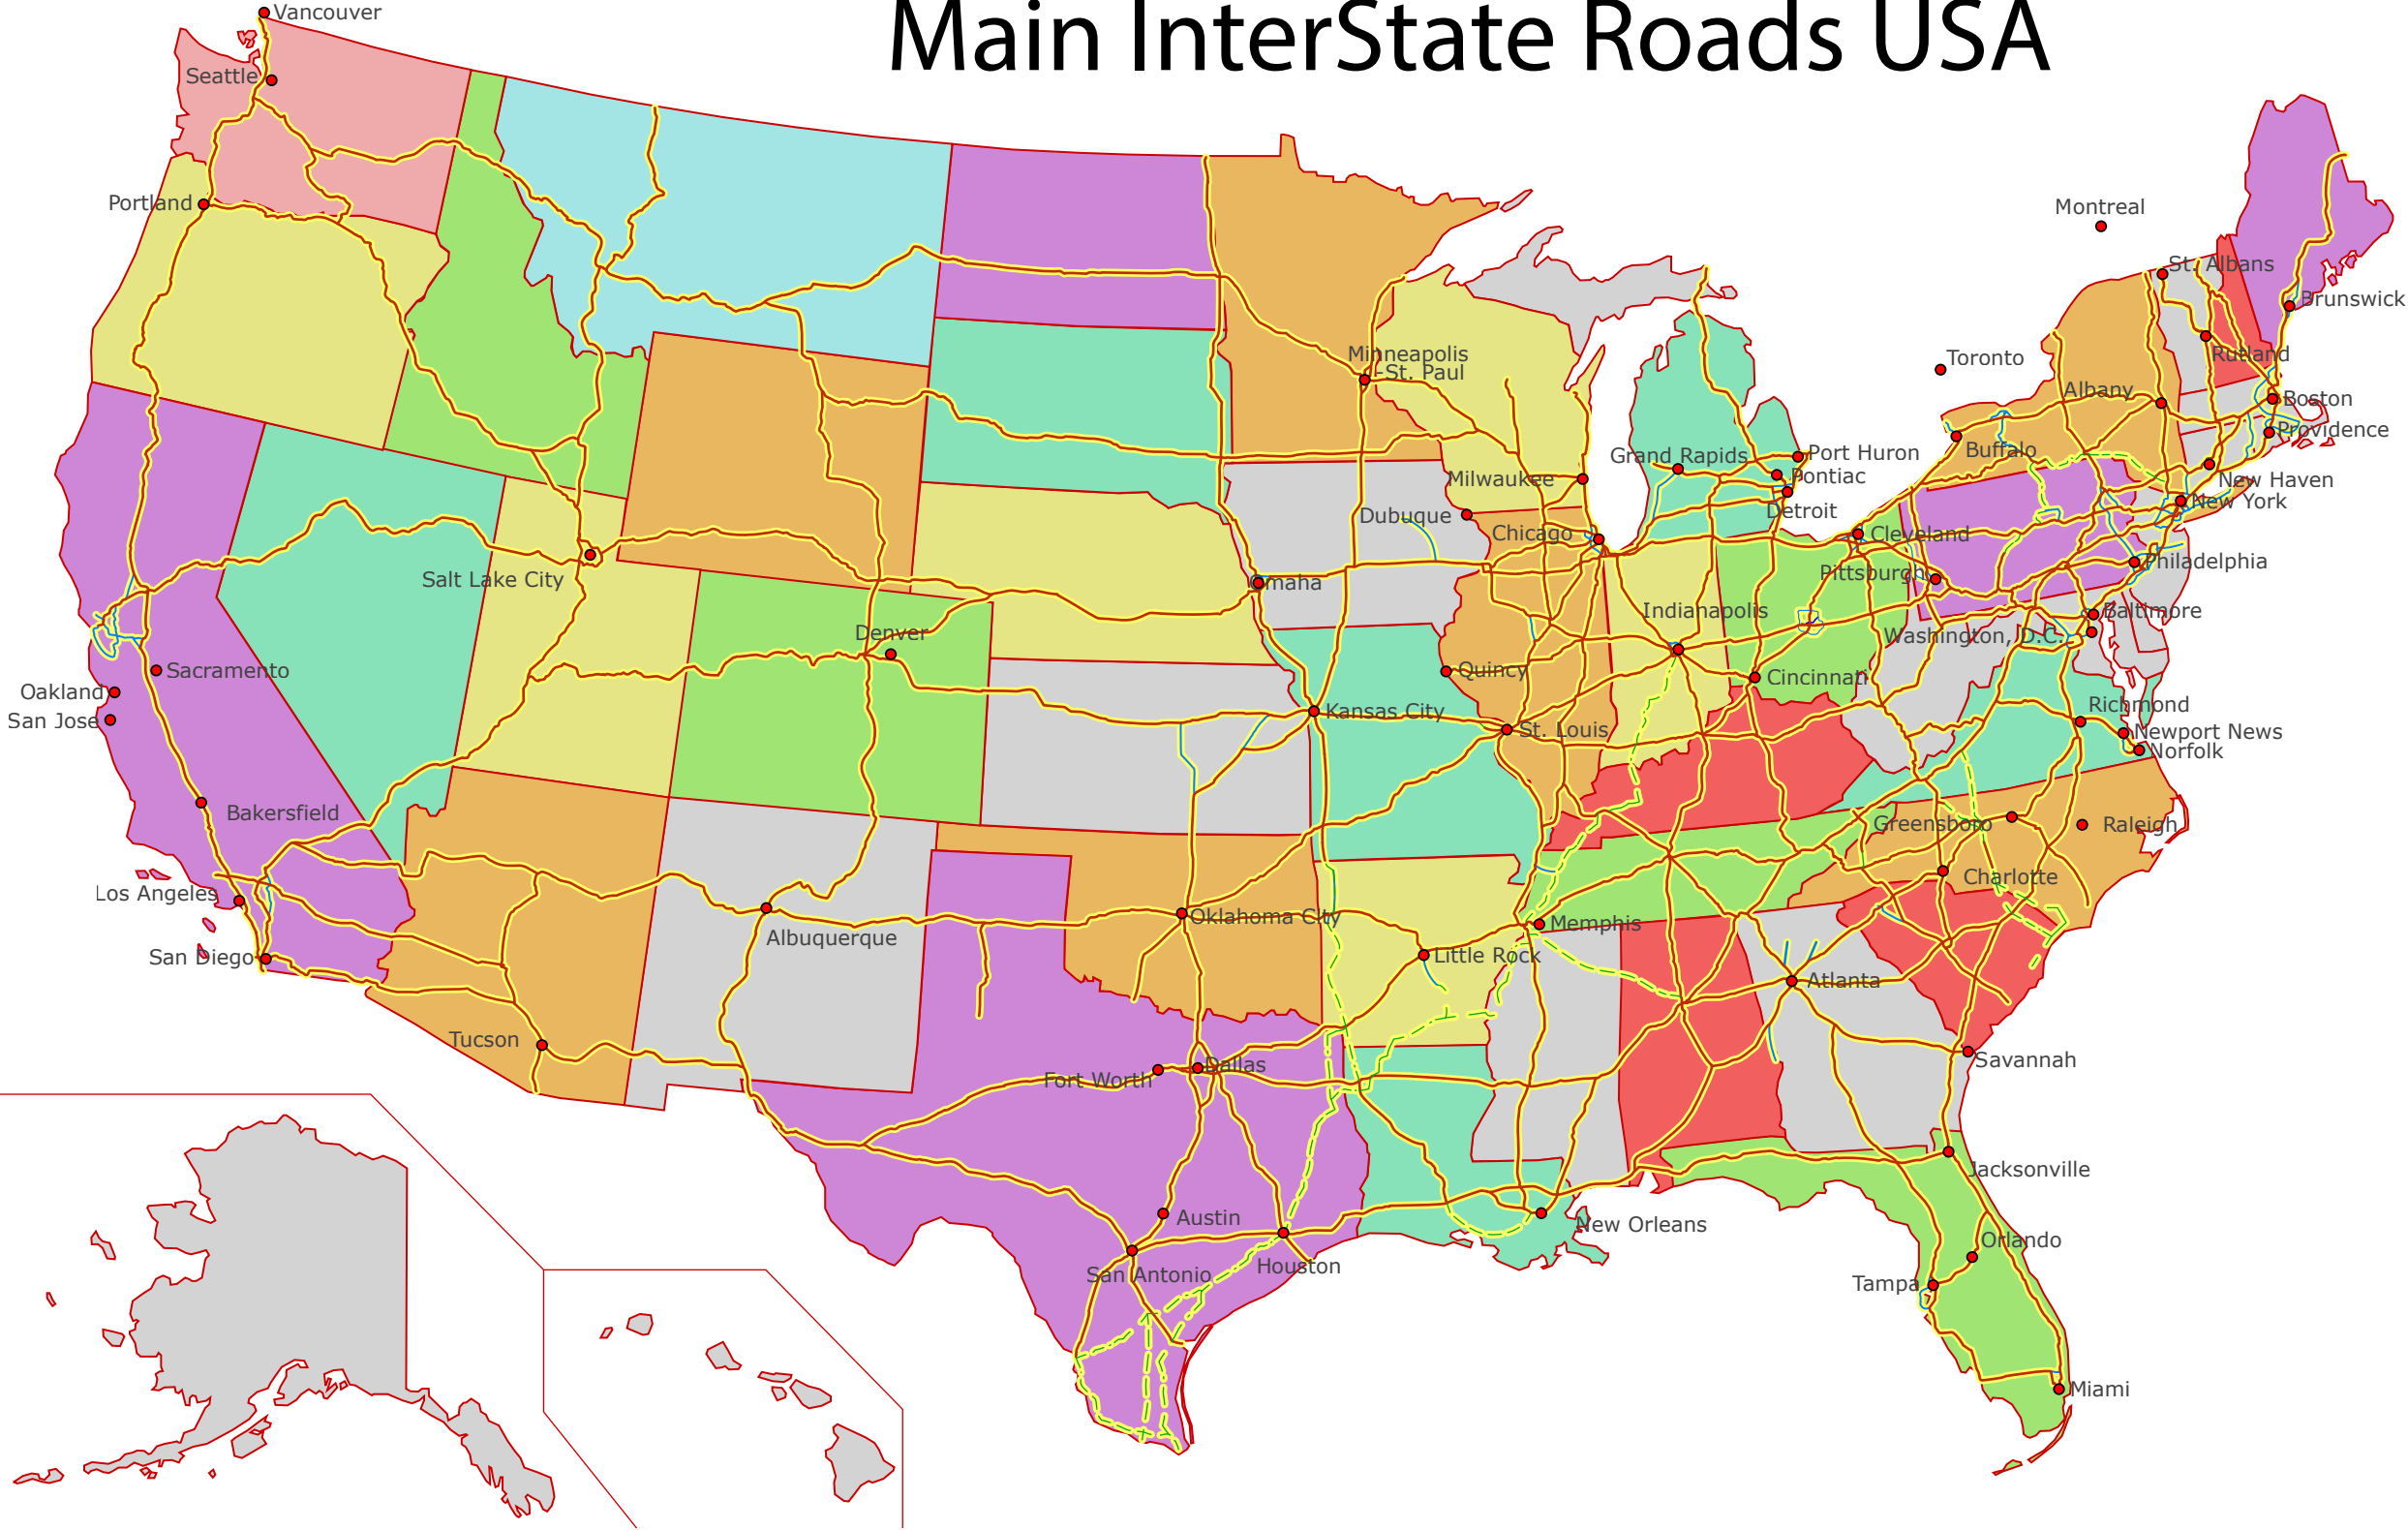 Main InterState Roads USA
Vancouver
Seattle
Portland
Montreal
St. Albans
Brunswick
Toronto
Rutland
Minneapolis
-St. Paul
Albany
Boston
Providence
Buffalo
Port Huron
Grand Rapids
Pontiac
Milwaukee
New Haven
New York
Detroit
Dubuque
Chicago
Cleveland
Philadelphia
Pittsburgh
Salt Lake City
Omaha
Indianapolis
Baltimore
Denver
Washington, D.C.
Sacramento
Quincy
Cincinnati
Oakland
San Jose
Kansas City
Richmond
St. Louis
Newport News
Norfolk
Bakersfield
Greensboro
Raleigh
Charlotte
Los Angeles
Oklahoma City
Memphis
Albuquerque
San Diego
Little Rock
Atlanta
Tucson
Savannah
Dallas
Fort Worth
Jacksonville
Austin
New Orleans
Orlando
Houston
San Antonio
Tampa
Miami